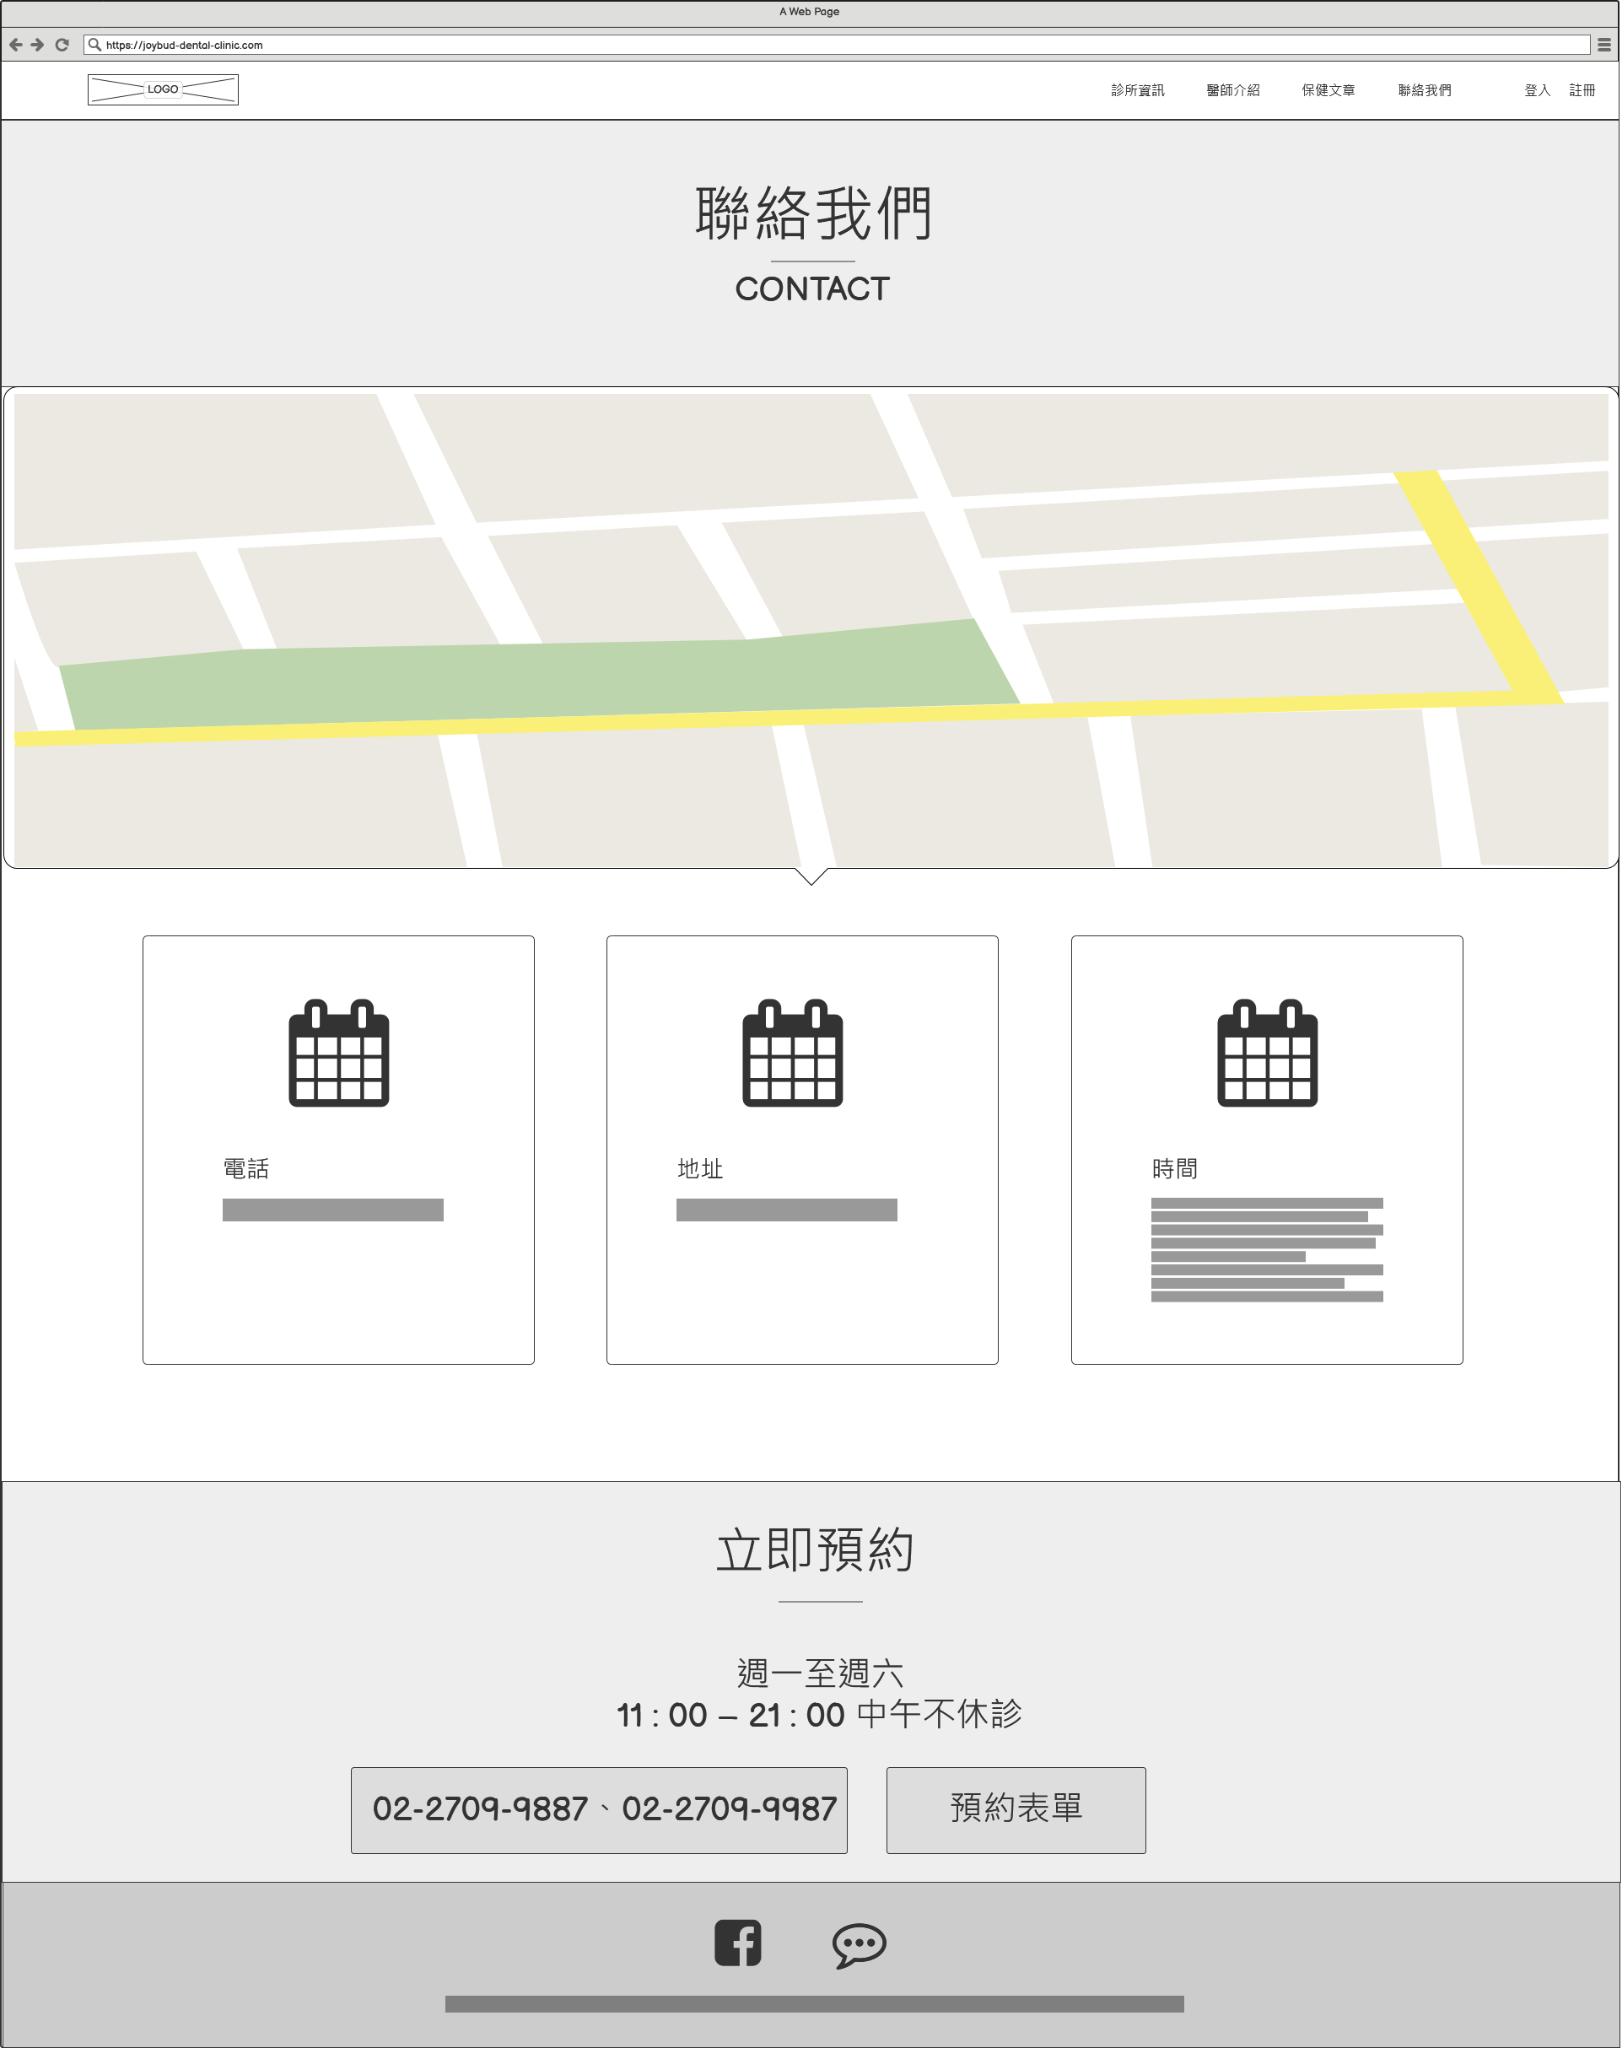 A Web Page
https://joybud-dental-clinic.com
LOGO
診所資訊 醫師介紹 保健文章 聯絡我們 登入 註冊
聯絡我們
CONTACT
電話
地址
時間
立即預約
週一至週六
11 : 00 – 21 : 00 中午不休診
02-2709-9887、02-2709-9987
預約表單